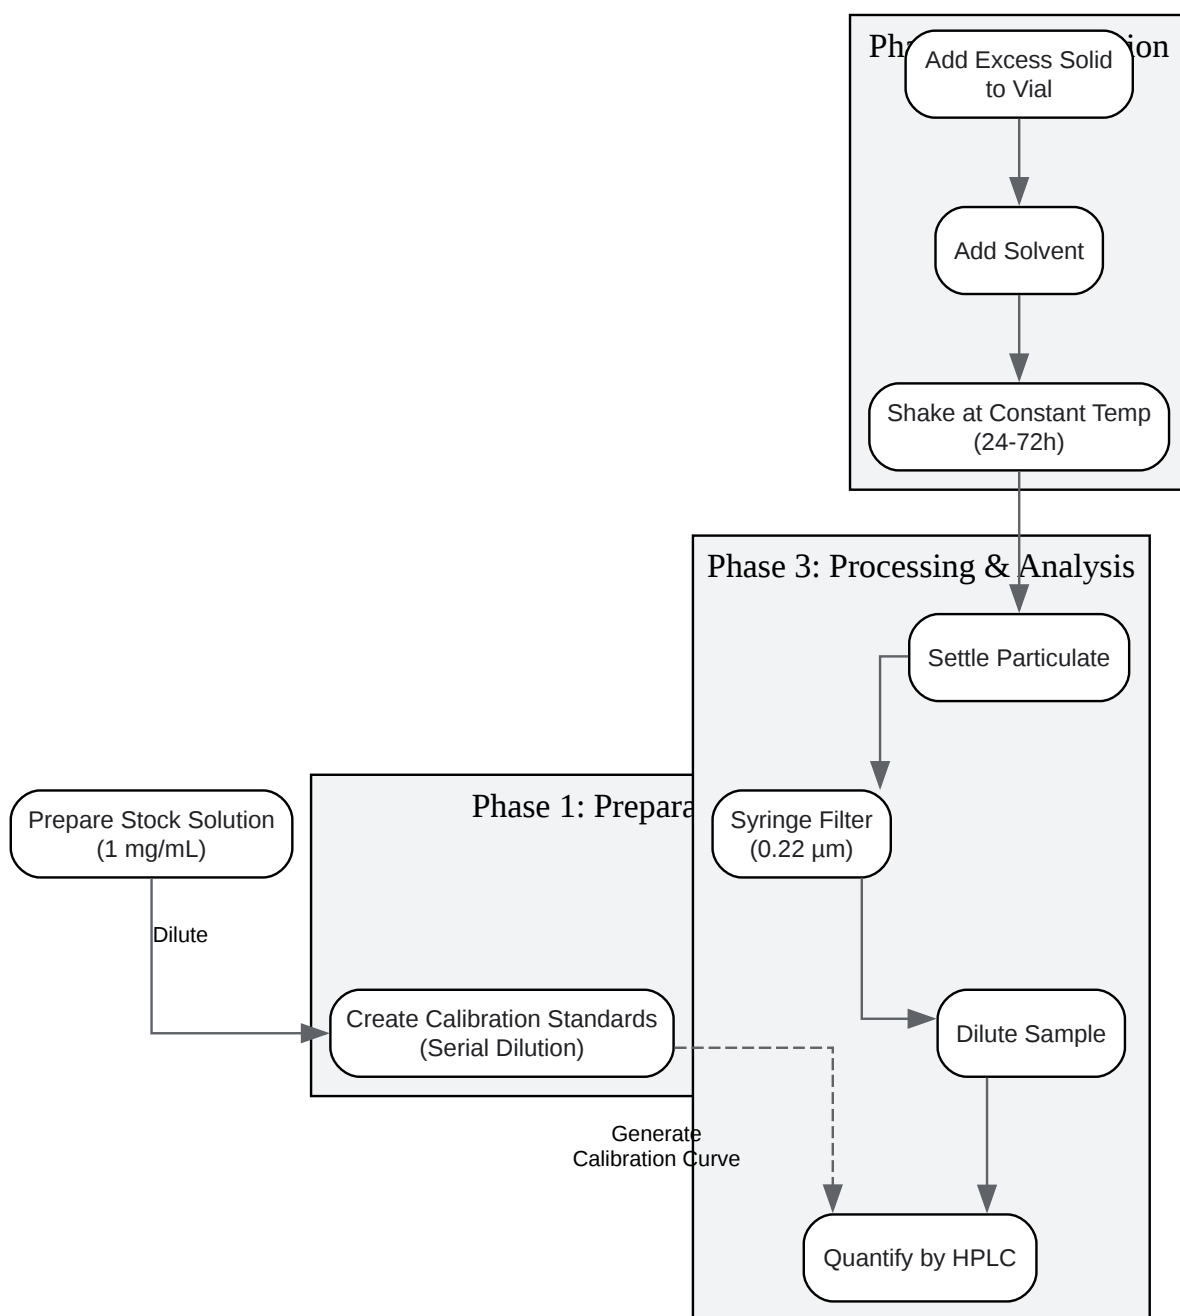 Add Excess Solid
to Vial
Add Solvent
Shake at Constant Temp
(24-72h)
Phase 3: Processing & Analysis
Settle Particulate
Phase 1:
Prepare Stock Solution
(1 mg/mL)
Syringe Filter
(0.22 µm)
Dilute
Create Calibration Standards
(Serial Dilution)
Dilute Sample
Generate
Calibration Curve
Quantify by HPLC